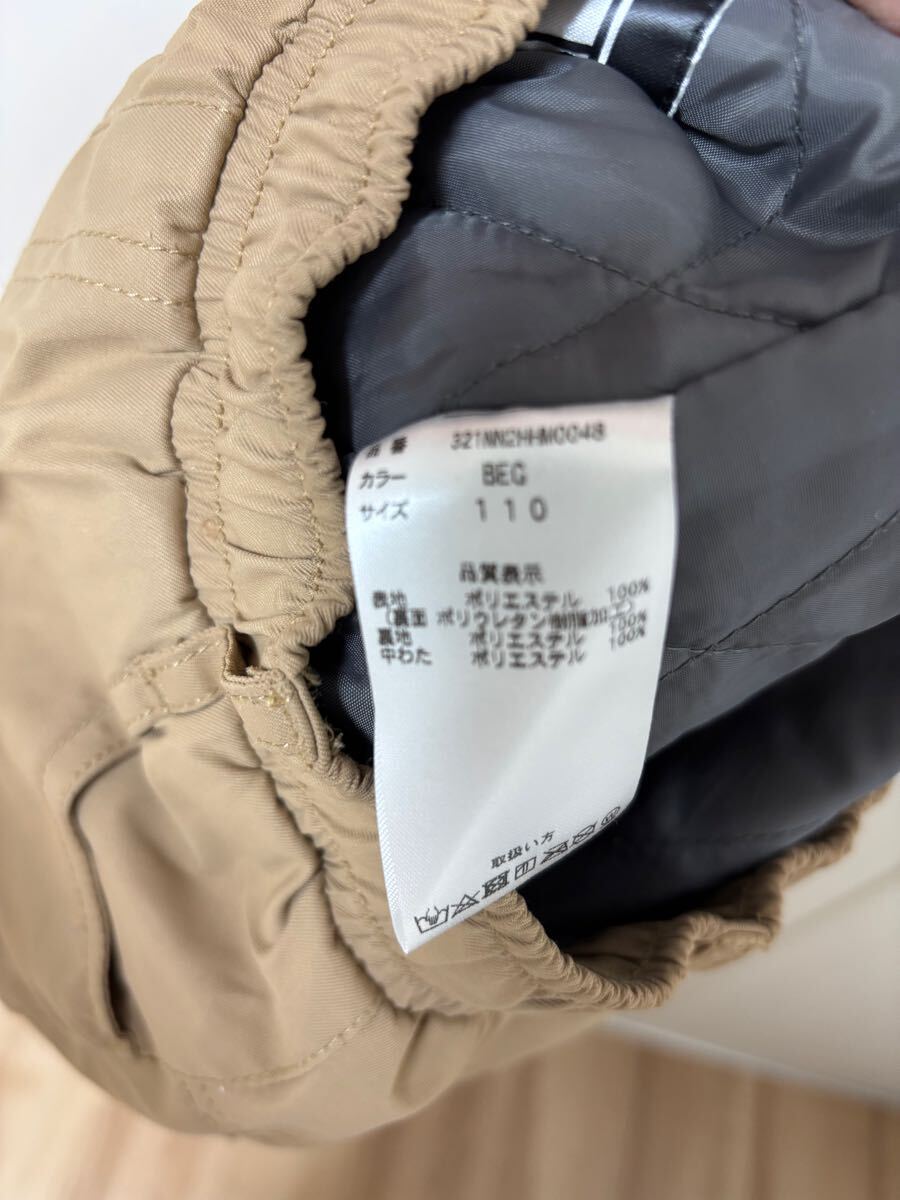 品番 321NN2HHM0048
カラー BEG
サイズ 110
品質表示
表地 ポリエステル 100%
(裏面 ポリウレタン樹脂加工)
裏地 ポリエステル 100%
中わた ポリエステル 100%
取扱い方